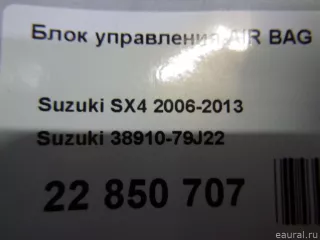 Блок управления AIR BAG
Suzuki SX4 2006-2013
Suzuki 38910-79J22
22 850 707
© eaural.ru